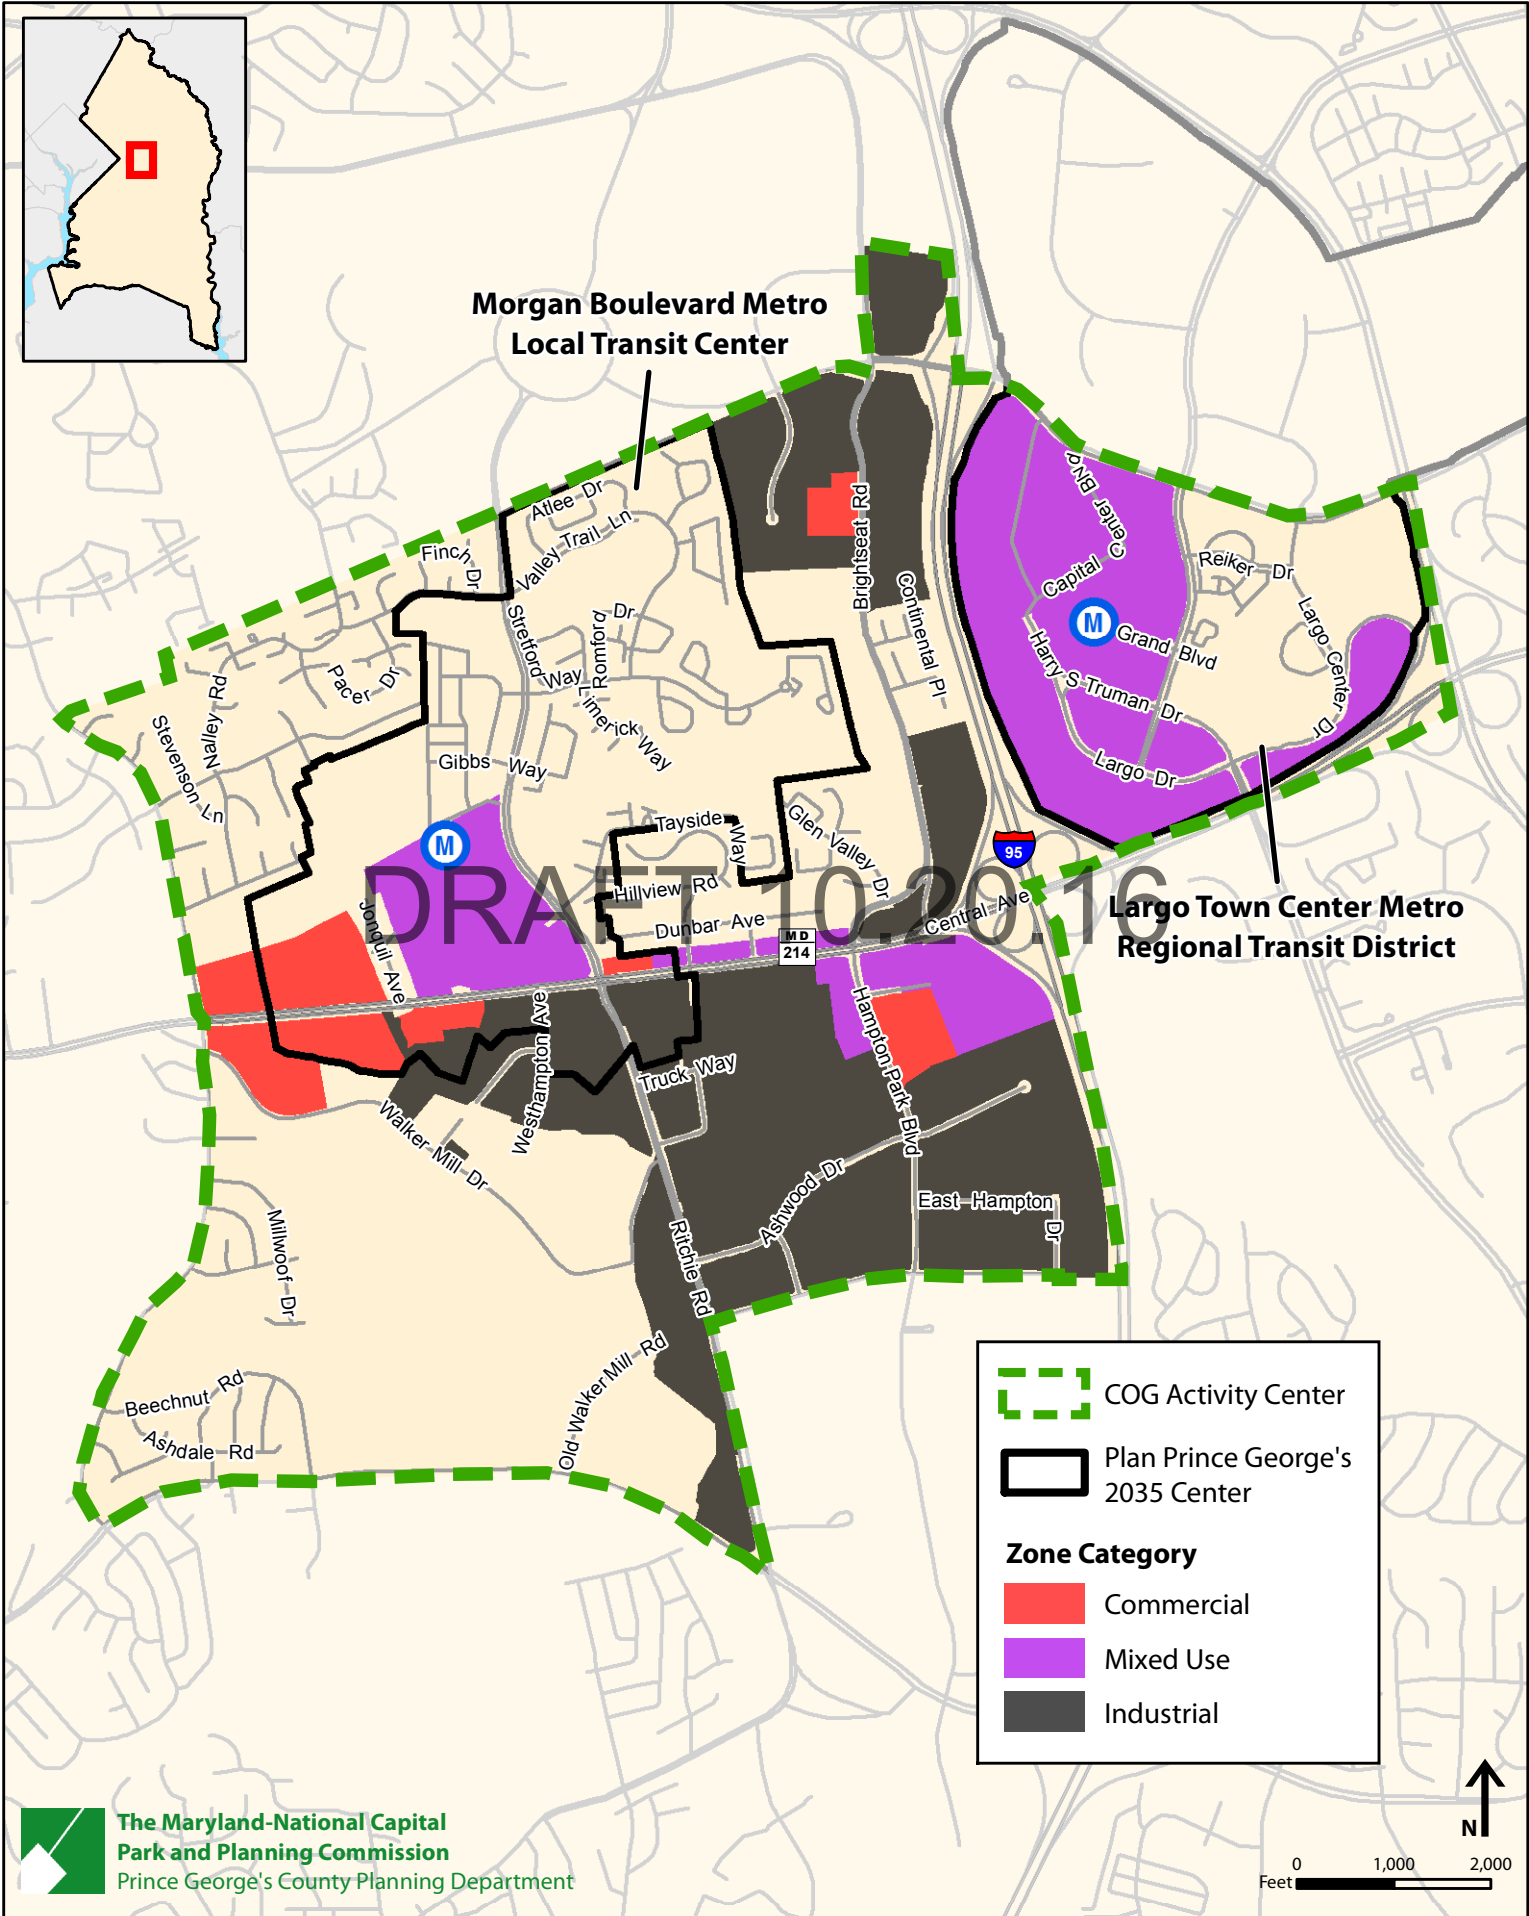 Morgan Boulevard Metro
Local Transit Center
Atlee Dr
Valley Trail Ln
Finch Dr
Brightseat Rd
Center Blvd
Capital
Reiker Dr
Continental Pl
Stretford
Way
Romford
Dr
Limerick Way
Grand Blvd
Largo Center
Dr
Harry S Truman Dr
Largo Dr
Pacer Dr
Nalley Rd
Stevenson Ln
Gibbs Way
M
M
Tayside
Way
Glen Valley Dr
95
DRAFT 10.20.16
Hillview Rd
Dunbar Ave
Central Ave
MD
214
Jonquil Ave
Largo Town Center Metro
Regional Transit District
Westhampton Ave
Hampton Park Blvd
Truck Way
Walker Mill Dr
Ashwood Dr
East Hampton
Dr
Millwoof Dr
Ritchie Rd
Old Walker Mill Rd
Beechnut Rd
Ashdale Rd
COG Activity Center
Plan Prince George's
2035 Center
Zone Category
Commercial
Mixed Use
Industrial
N
0 1,000 2,000
Feet
The Maryland-National Capital
Park and Planning Commission
Prince George's County Planning Department